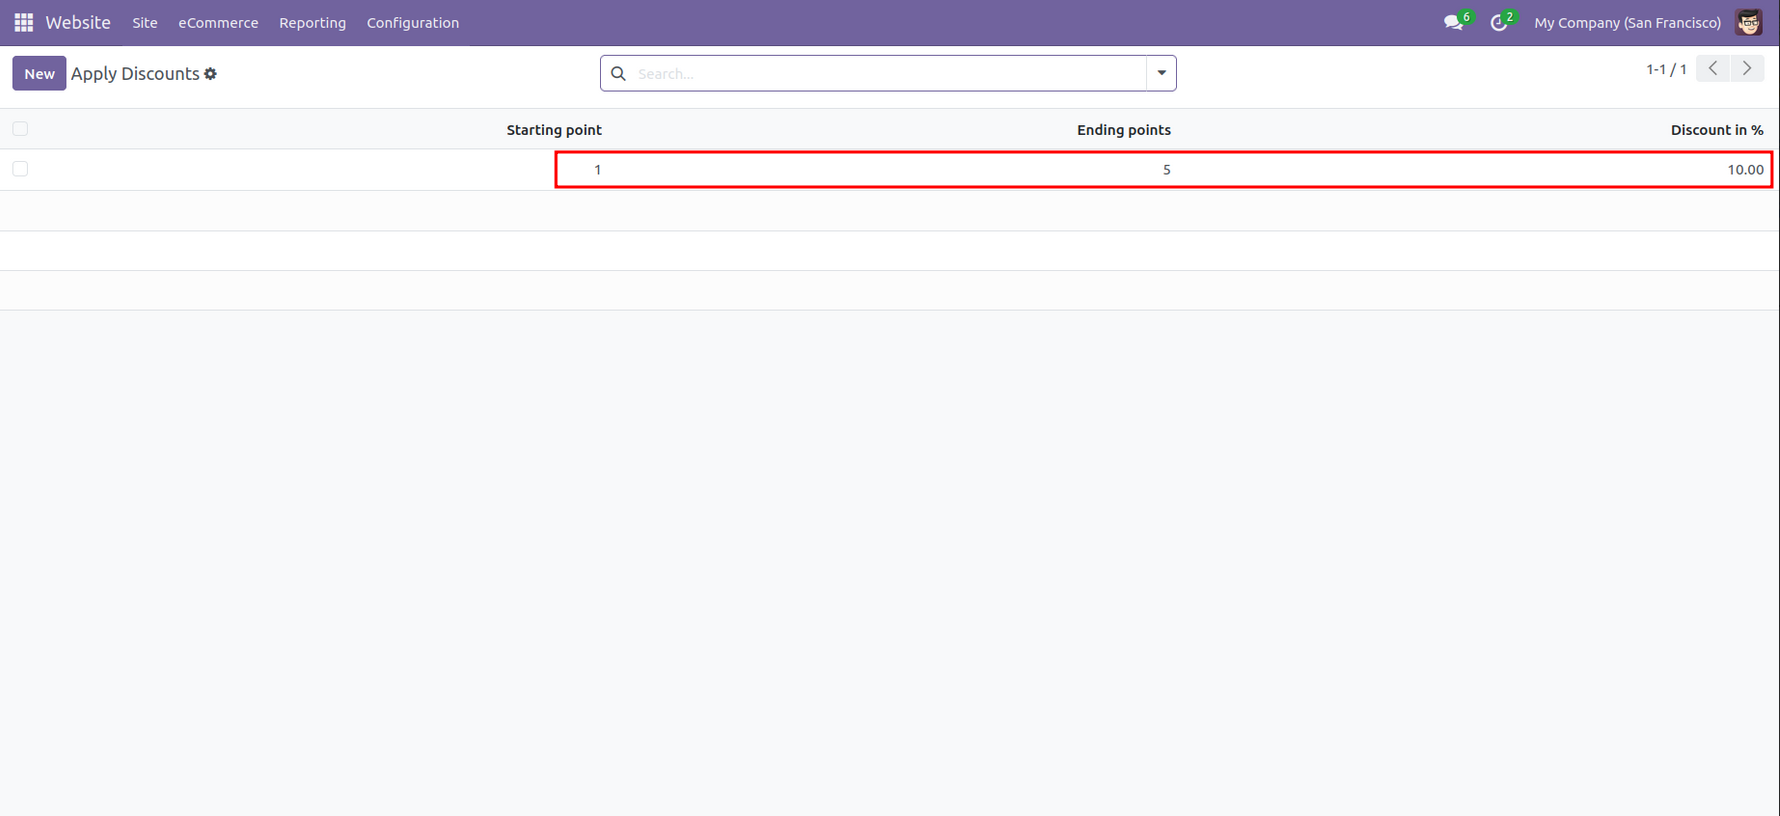 Website Site eCommerce Reporting Configuration 6 2 My Company (San Francisco)
New Apply Discounts Search... 1-1 / 1
Starting point Ending points Discount in %
1 5 10.00